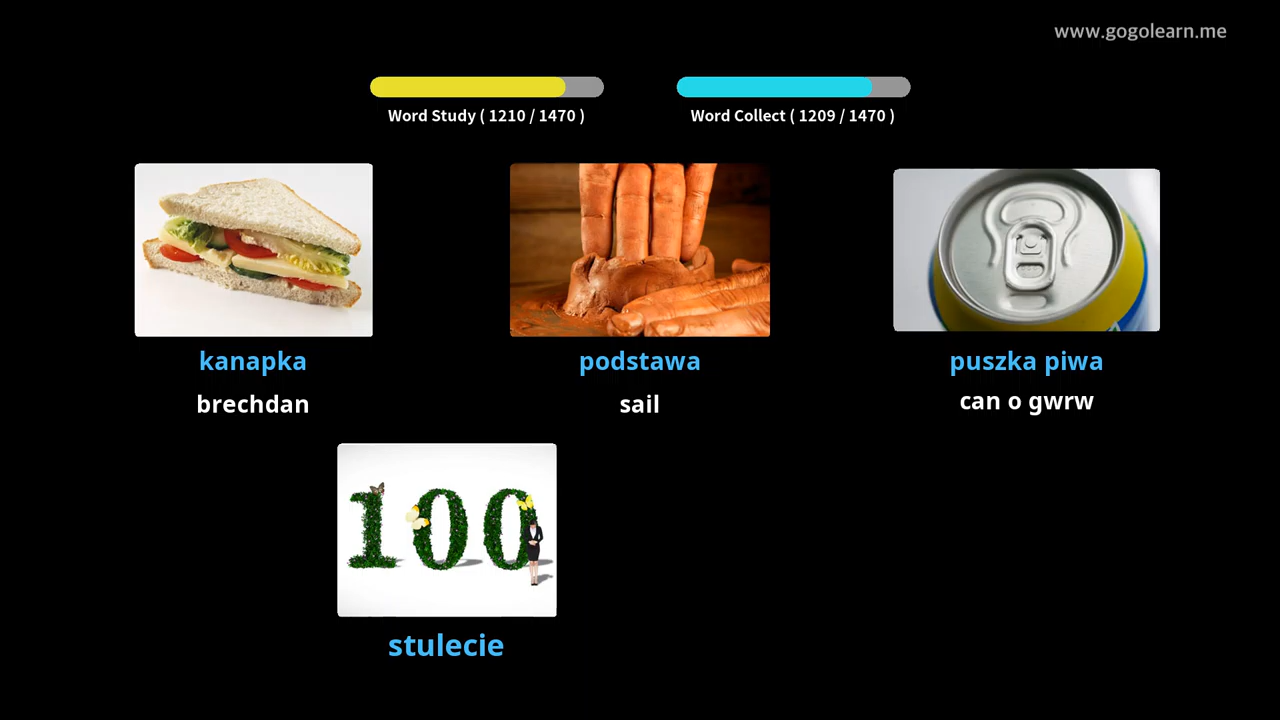 www.gogolearn.me
Word Study ( 1210 / 1470 )
Word Collect ( 1209 / 1470 )
kanapka
podstawa
puszka piwa
brechdan
sail
can o gwrw
100
stulecie